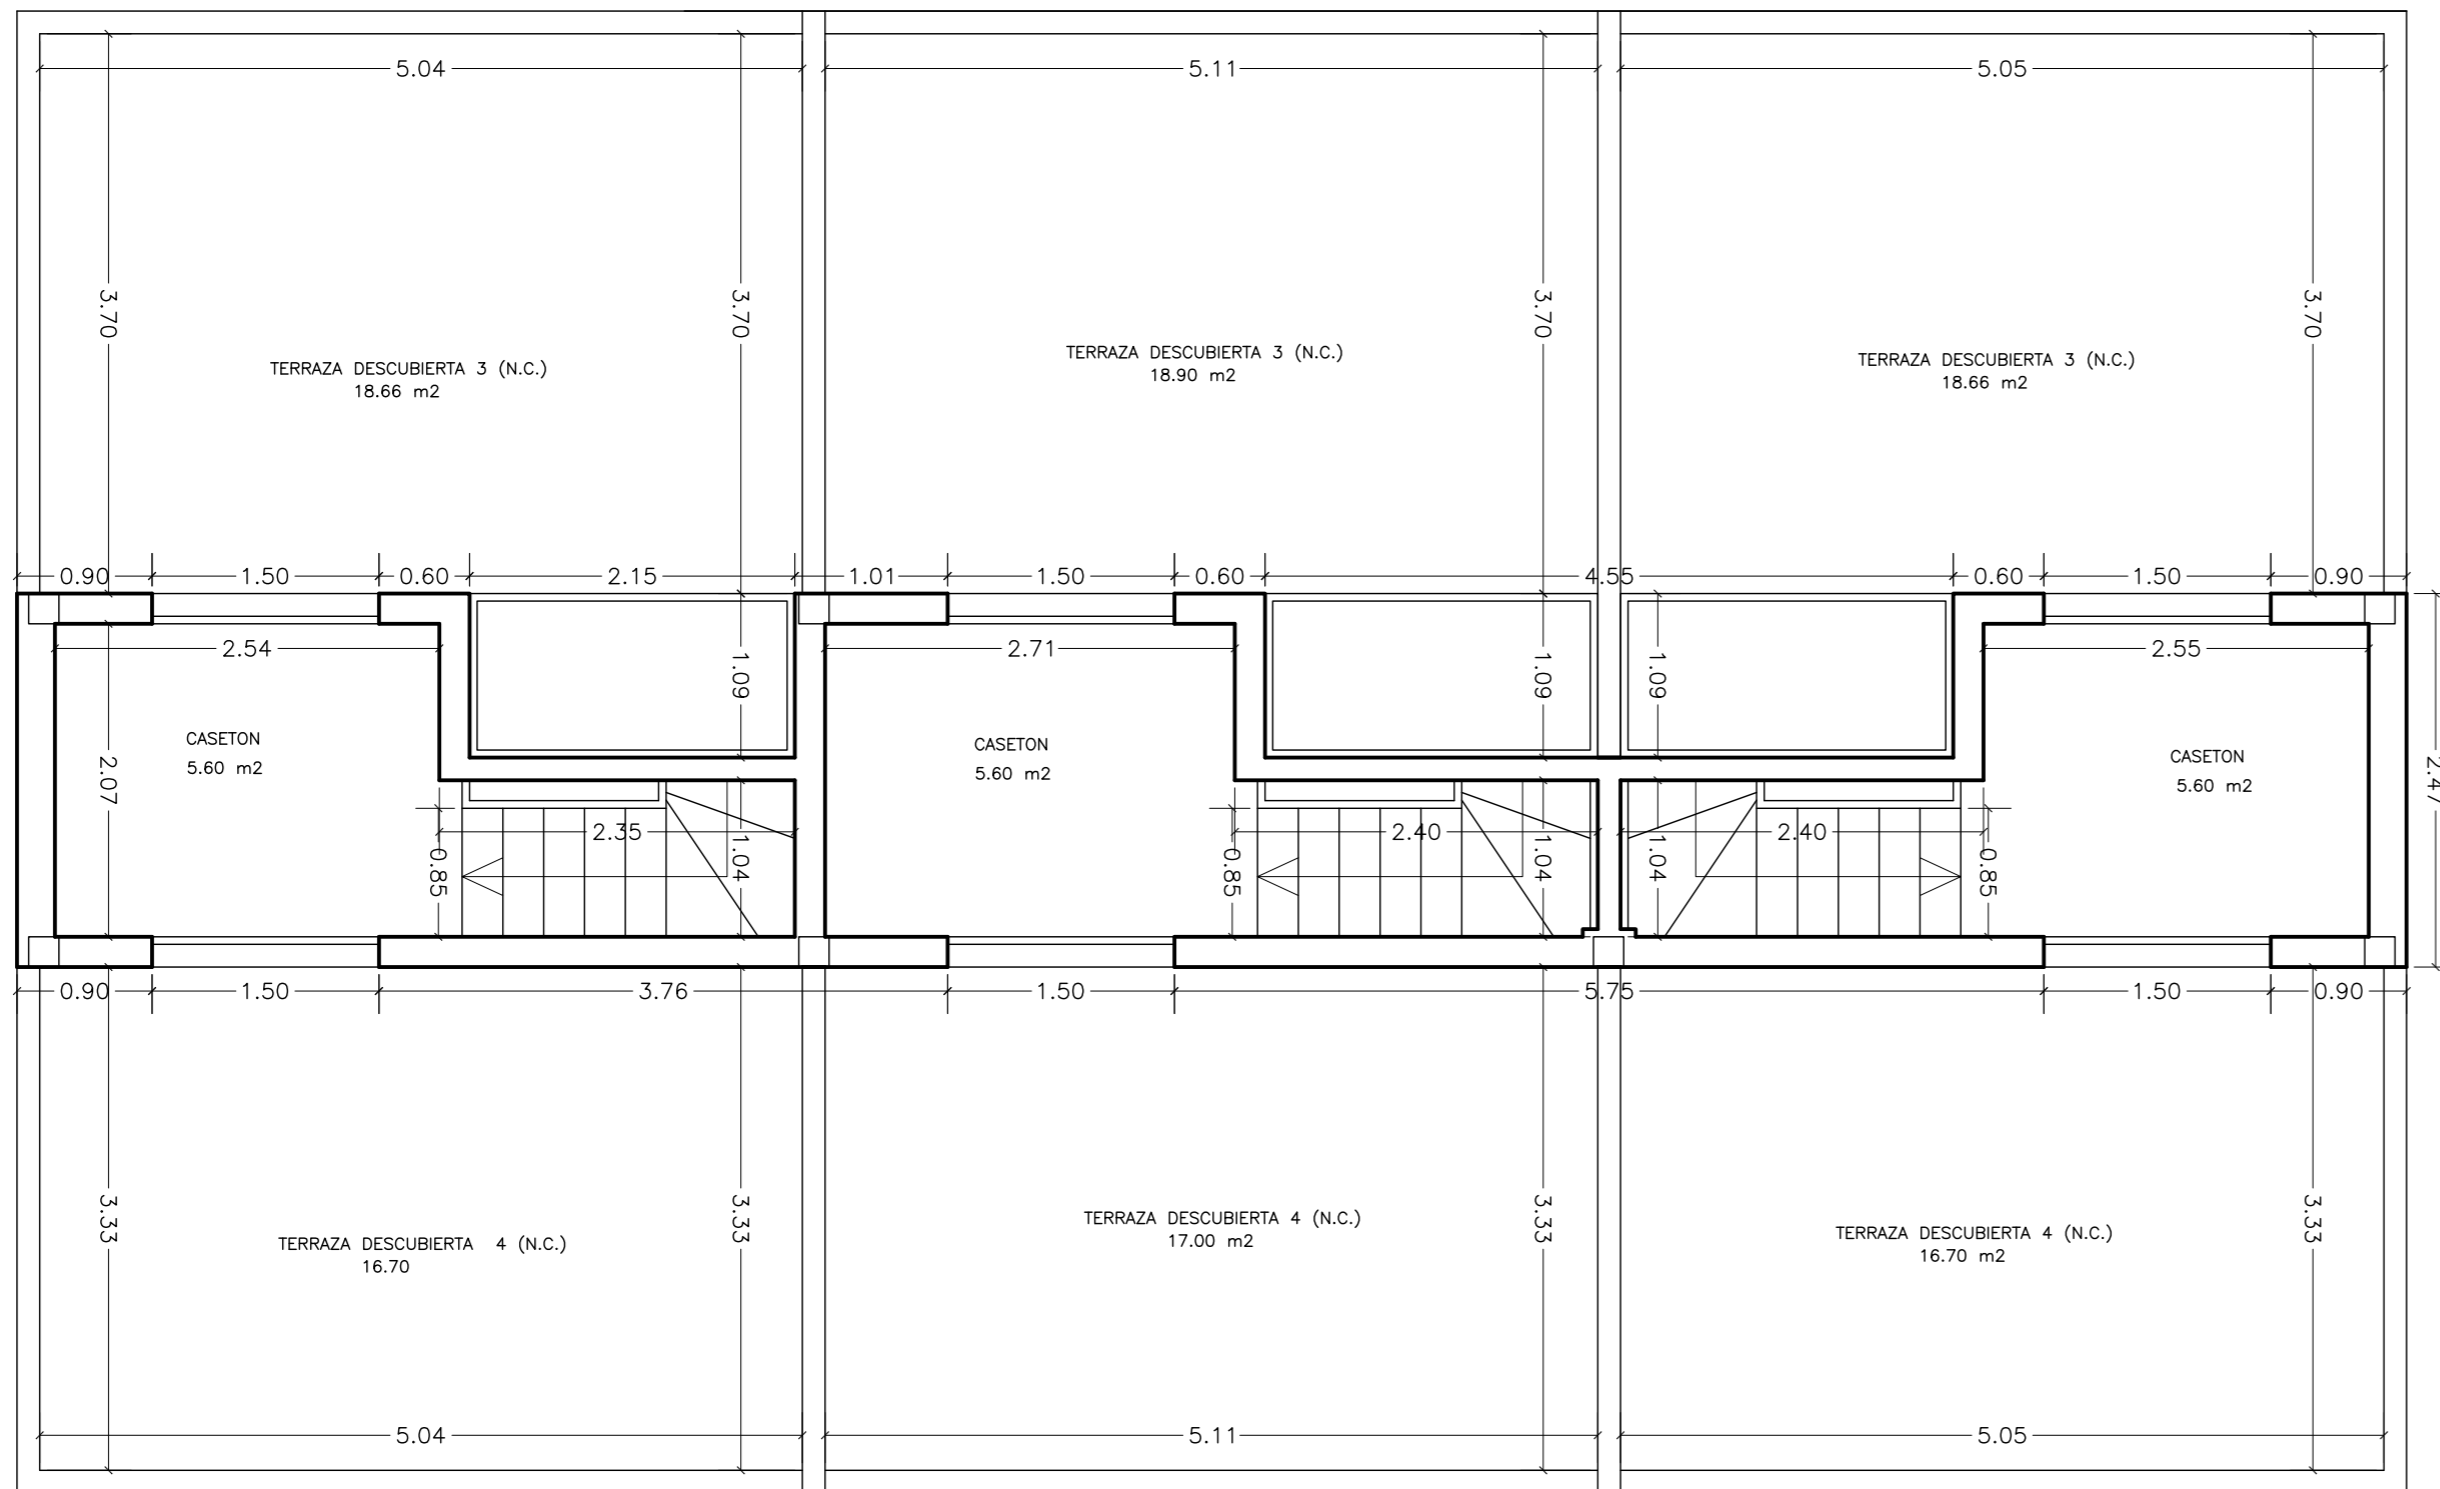 5.04
5.11
5.05
3.70
3.70
3.70
3.70
TERRAZA DESCUBIERTA 3 (N.C.)
18.66 m2
TERRAZA DESCUBIERTA 3 (N.C.)
18.90 m2
TERRAZA DESCUBIERTA 3 (N.C.)
18.66 m2
0.90
1.50
0.60
2.15
1.01
1.50
0.60
4.55
0.60
1.50
0.90
2.54
2.71
2.55
1.09
1.09
1.09
CASETON
5.60 m2
CASETON
5.60 m2
CASETON
5.60 m2
2.07
2.47
2.35
2.40
2.40
0.85
1.04
0.85
1.04
1.04
0.85
0.90
1.50
3.76
1.50
5.75
1.50
0.90
3.33
3.33
3.33
3.33
TERRAZA DESCUBIERTA 4 (N.C.)
16.70
TERRAZA DESCUBIERTA 4 (N.C.)
17.00 m2
TERRAZA DESCUBIERTA 4 (N.C.)
16.70 m2
5.04
5.11
5.05